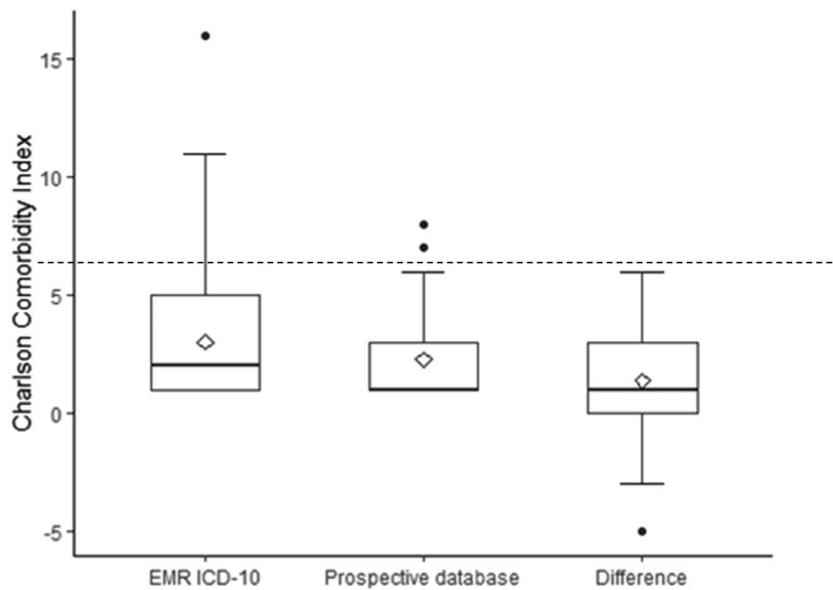 Charlson Comorbidity Index
15
10
5
0
-5
EMR ICD-10
Prospective database
Difference